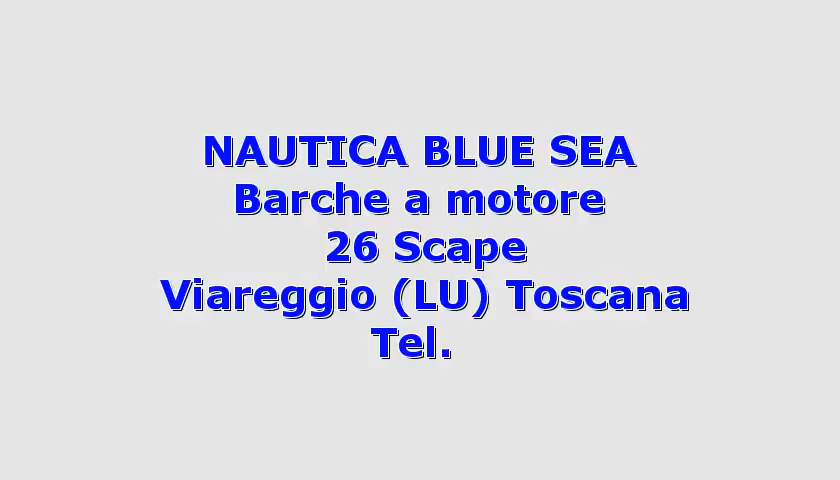 NAUTICA BLUE SEA
Barche a motore
26 Scape
Viareggio (LU) Toscana
Tel.